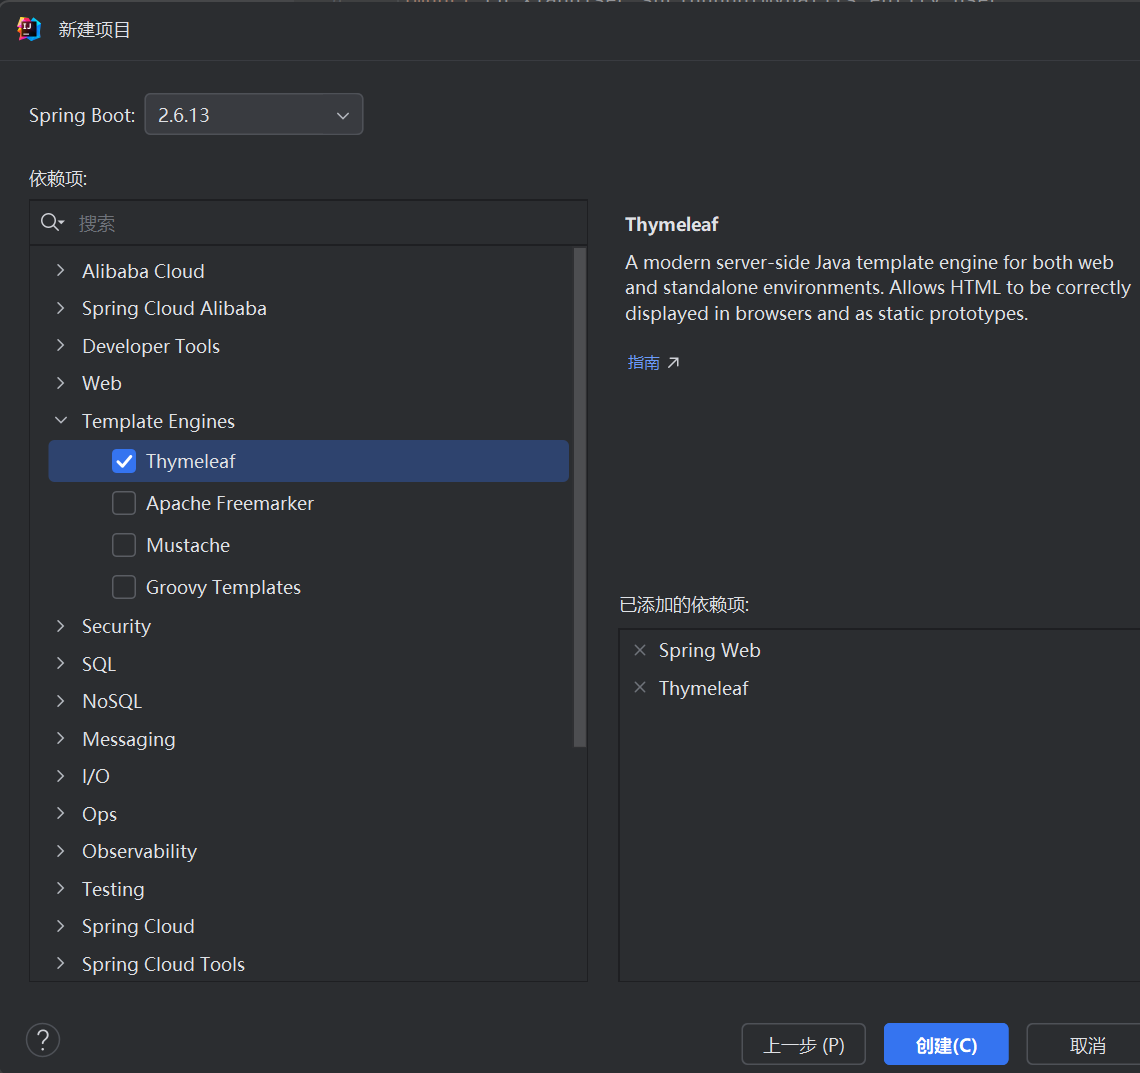 新建项目
Spring Boot: 2.6.13
依赖项:
搜索
Alibaba Cloud
Spring Cloud Alibaba
Developer Tools
Web
Template Engines
Thymeleaf
Apache Freemarker
Mustache
Groovy Templates
Security
SQL
NoSQL
Messaging
I/O
Ops
Observability
Testing
Spring Cloud
Spring Cloud Tools
Thymeleaf
A modern server-side Java template engine for both web
and standalone environments. Allows HTML to be correctly
displayed in browsers and as static prototypes.
指南
已添加的依赖项:
Spring Web
Thymeleaf
?
上一步 (P)
创建(C)
取消